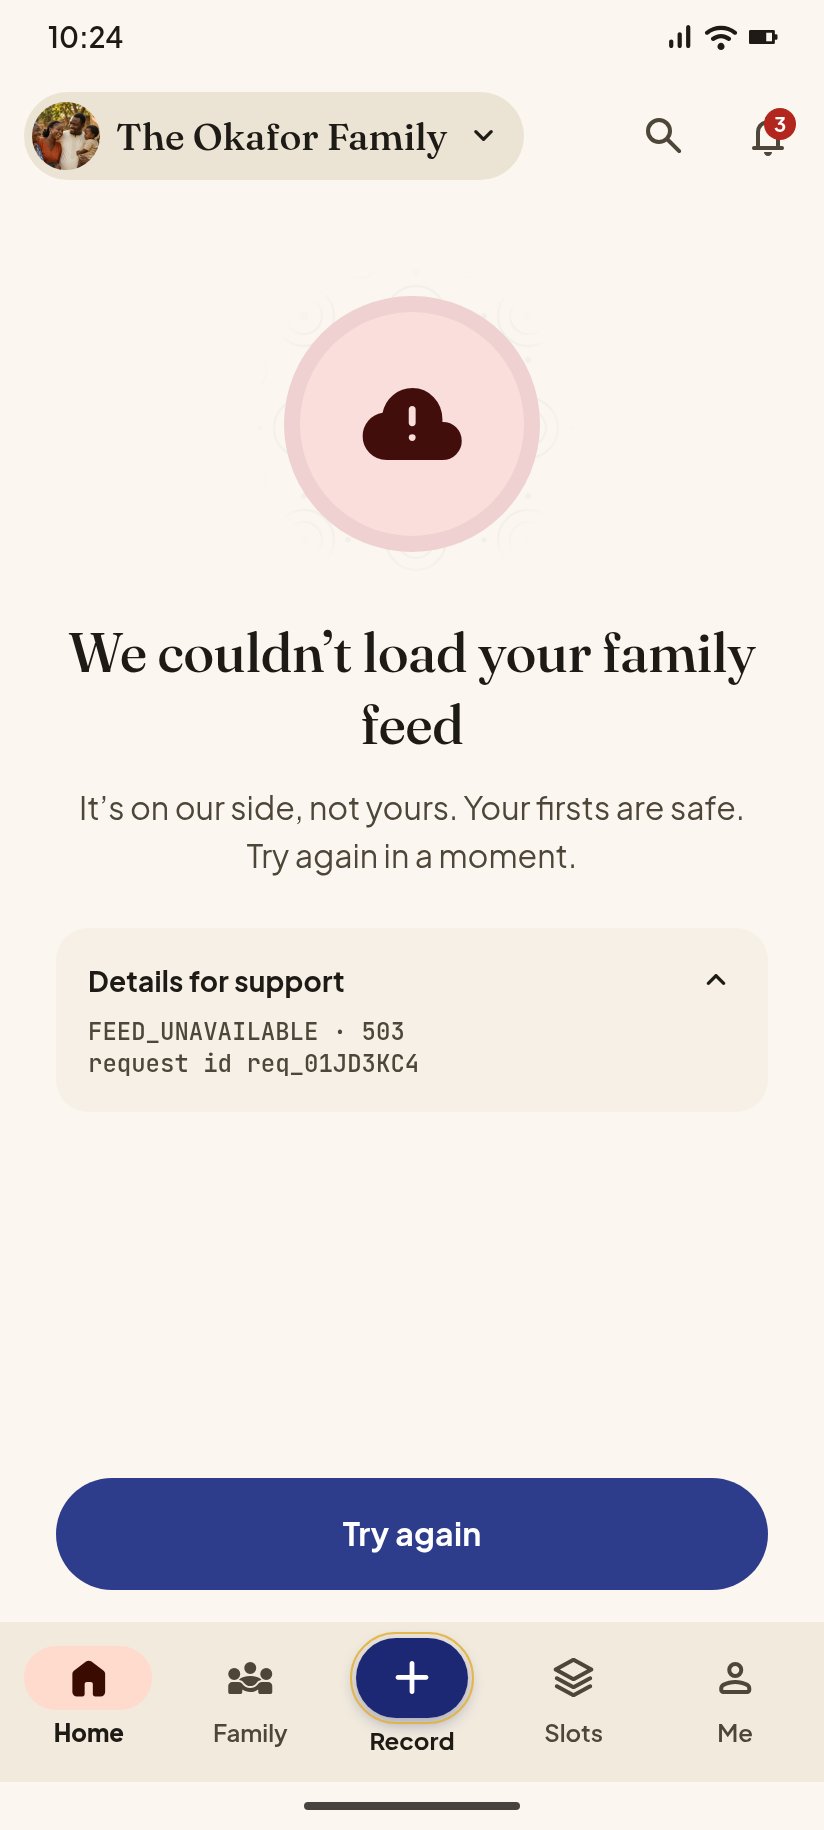 10:24
The Okafor Family
3
We couldn’t load your family
feed
It’s on our side, not yours. Your firsts are safe.
Try again in a moment.
Details for support
FEED_UNAVAILABLE · 503
request id req_01JD3KC4
Try again
Home
Family
Record
Slots
Me